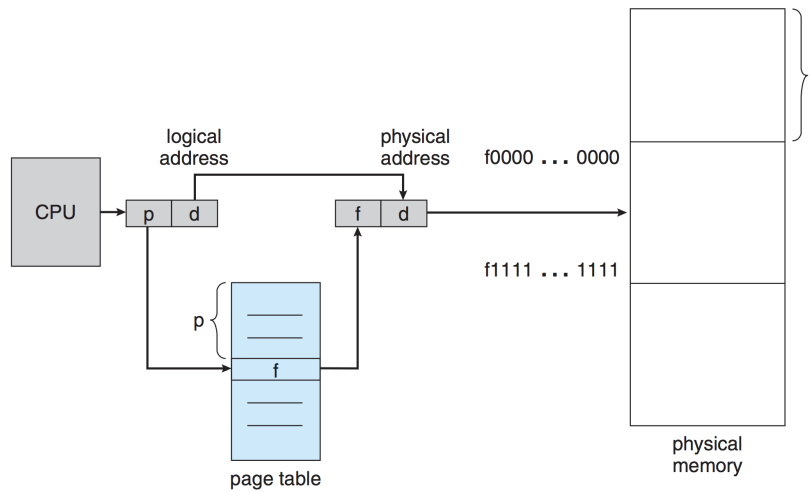 logical
address
physical
address
f0000 ... 0000
CPU
p
d
f
d
f1111 ... 1111
p
f
physical
memory
page table